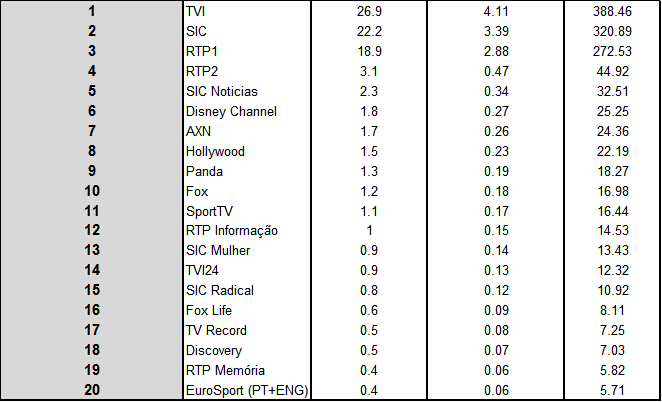 1 TVI 26.9 4.11 388.46
2 SIC 22.2 3.39 320.89
3 RTP1 18.9 2.88 272.53
4 RTP2 3.1 0.47 44.92
5 SIC Noticias 2.3 0.34 32.51
6 Disney Channel 1.8 0.27 25.25
7 AXN 1.7 0.26 24.36
8 Hollywood 1.5 0.23 22.19
9 Panda 1.3 0.19 18.27
10 Fox 1.2 0.18 16.98
11 SportTV 1.1 0.17 16.44
12 RTP Informação 1 0.15 14.53
13 SIC Mulher 0.9 0.14 13.43
14 TVI24 0.9 0.13 12.32
15 SIC Radical 0.8 0.12 10.92
16 Fox Life 0.6 0.09 8.11
17 TV Record 0.5 0.08 7.25
18 Discovery 0.5 0.07 7.03
19 RTP Memória 0.4 0.06 5.82
20 EuroSport (PT+ENG) 0.4 0.06 5.71